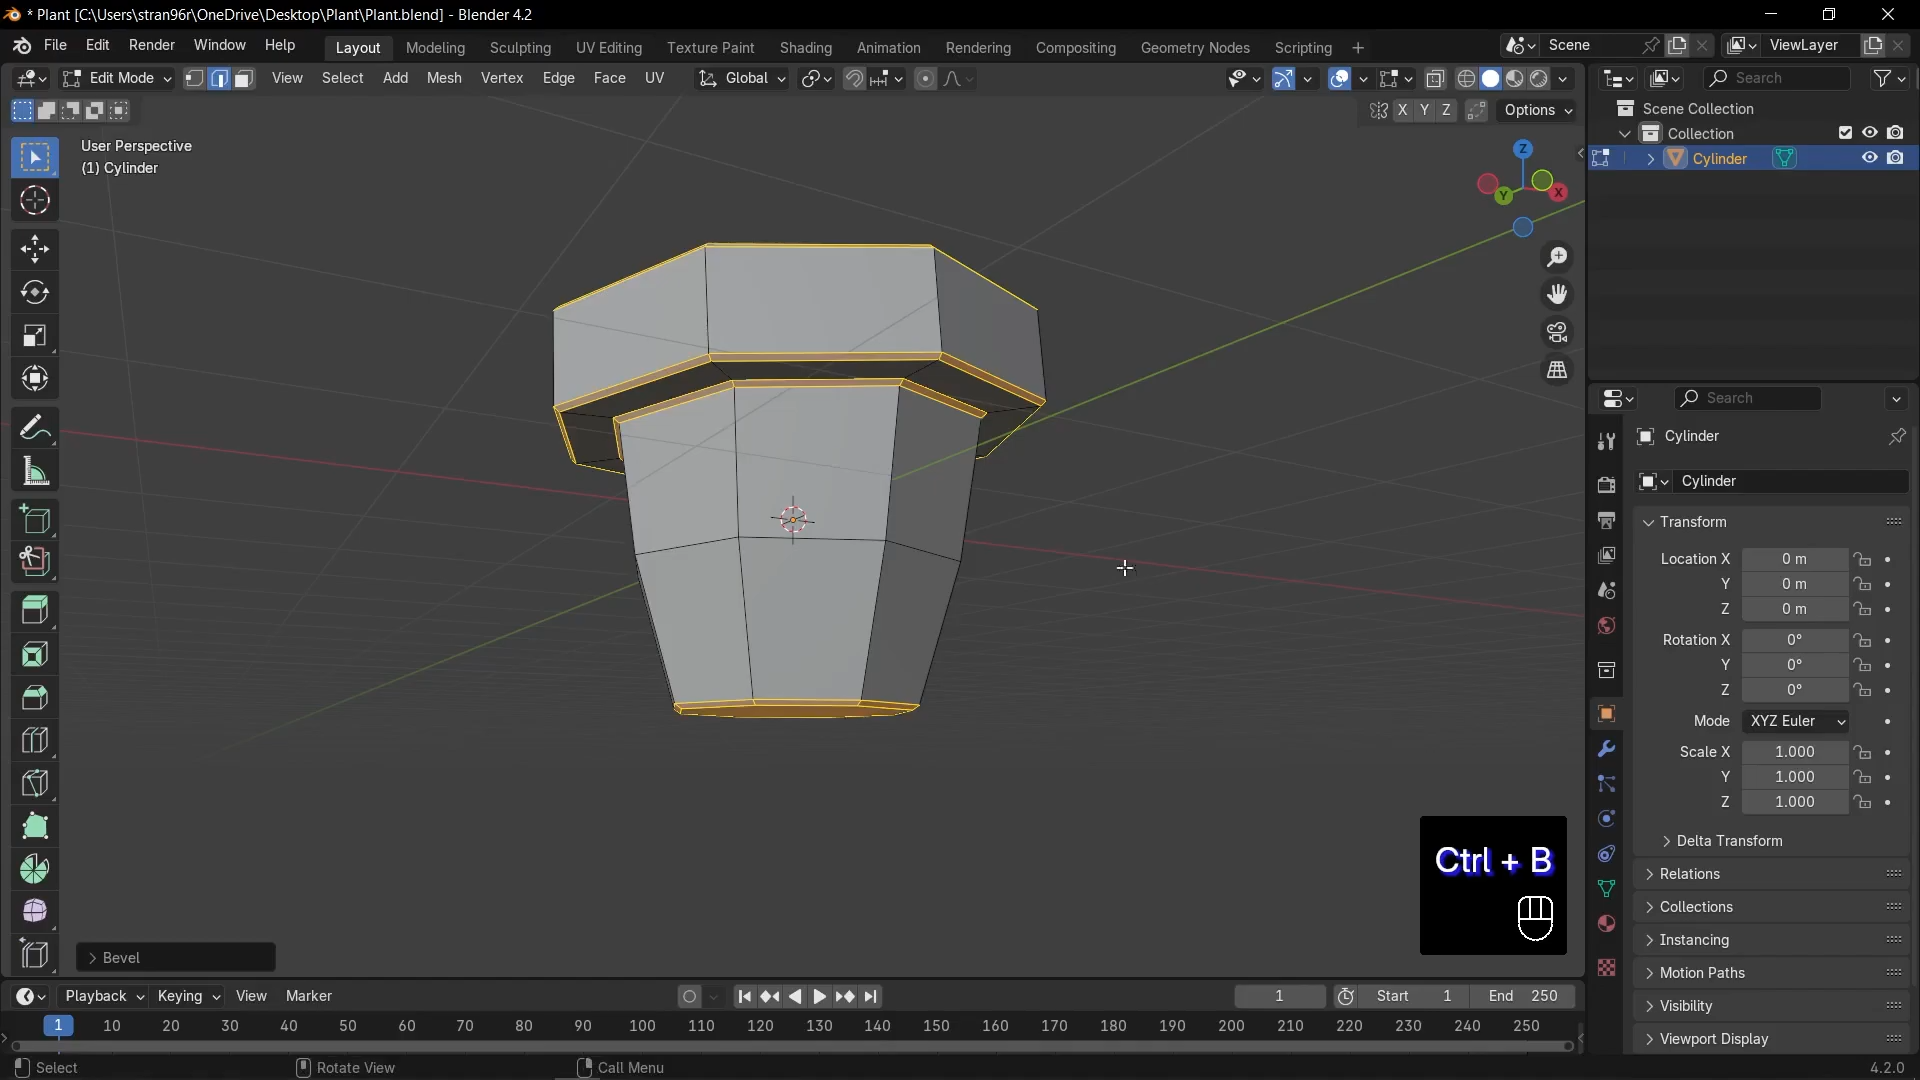 * Plant [C:\Users\stran96r\OneDrive\Desktop\Plant\Plant.blend] - Blender 4.2
File Edit Render Window Help Layout Modeling Sculpting UV Editing Texture Paint Shading Animation Rendering Compositing Geometry Nodes Scripting + Scene ViewLayer
Edit Mode View Select Add Mesh Vertex Edge Face UV Global Search
X Y Z Options
Scene Collection
Collection
Cylinder
User Perspective
(1) Cylinder
Z
Y
X
Search
Cylinder
Cylinder
Transform
Location X 0 m
Y 0 m
Z 0 m
Rotation X 0°
Y 0°
Z 0°
Mode XYZ Euler
Scale X 1.000
Y 1.000
Z 1.000
Delta Transform
Relations
Collections
Instancing
Motion Paths
Visibility
Viewport Display
Ctrl + B
Bevel
Playback Keying View Marker 1 Start 1 End 250
1 10 20 30 40 50 60 70 80 90 100 110 120 130 140 150 160 170 180 190 200 210 220 230 240 250
Select Rotate View Call Menu 4.2.0